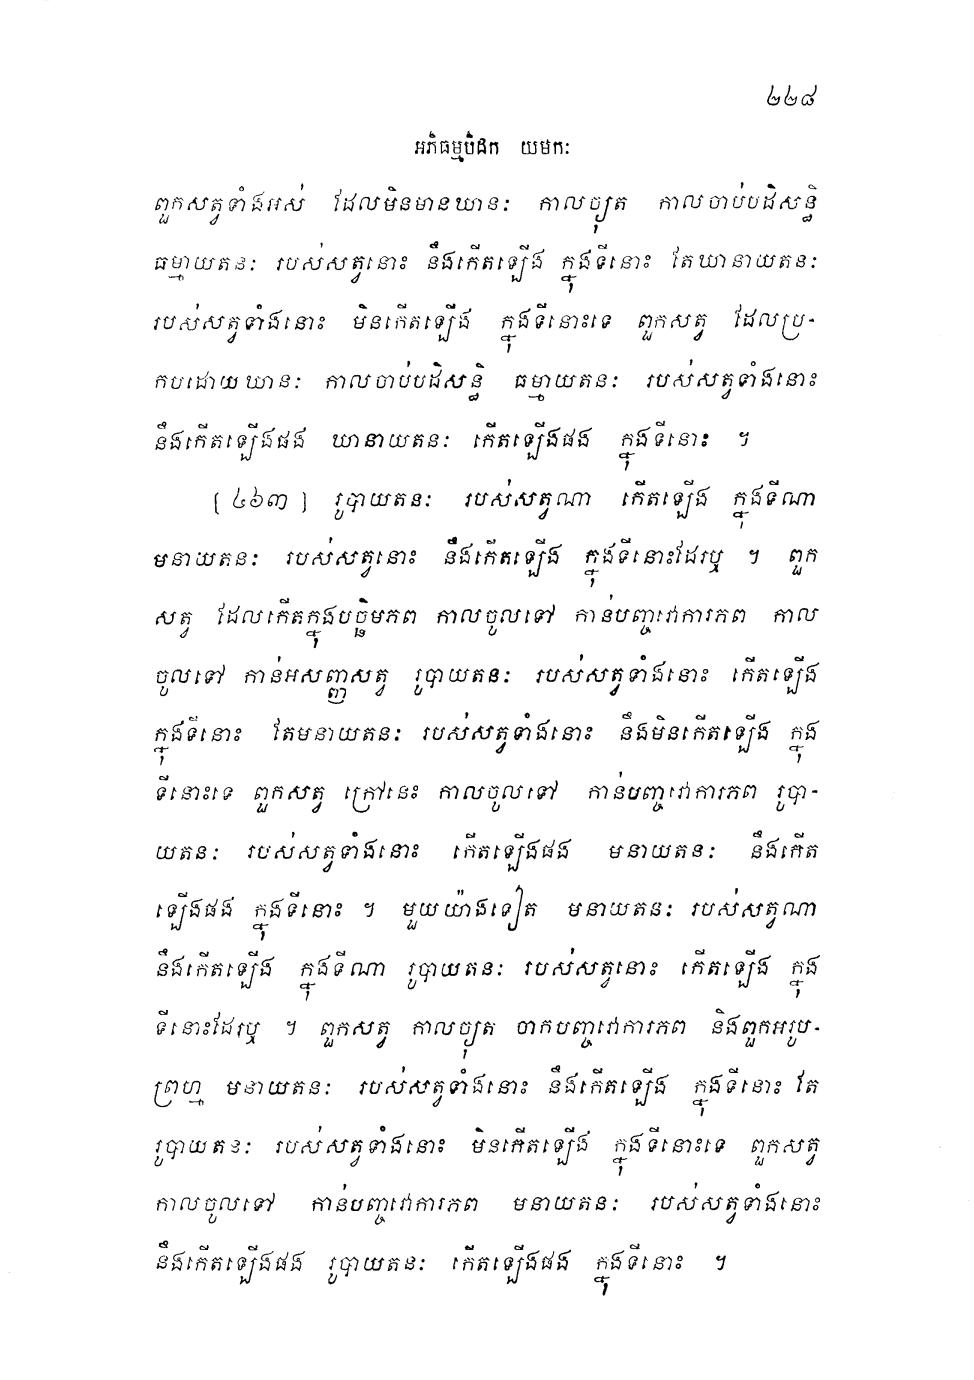 ២២៨
អភិធម្មបិដក យមកៈ
ពួកសត្វទាំងអស់ ដែលមិនមានឃានៈ កាលច្យុត កាលចាប់បដិសន្ធិ
ធម្មាយតនៈ របស់សត្វនោះ នឹងកើតឡើង ក្នុងទីនោះ តែឃានាយតនៈ
របស់សត្វទាំងនោះ មិនកើតឡើង ក្នុងទីនោះទេ ពួកសត្វ ដែលប្រ-
កបដោយឃានៈ កាលចាប់បដិសន្ធិ ធម្មាយតនៈ របស់សត្វទាំងនោះ
នឹងកើតឡើងផង ឃានាយតនៈ កើតឡើងផង ក្នុងទីនោះ ។
[៤៦៣] រូបាយតនៈ របស់សត្វណា កើតឡើង ក្នុងទីណា
មនាយតនៈ របស់សត្វនោះ នឹងកើតឡើង ក្នុងទីនោះដែរឬ ។ ពួក
សត្វ ដែលកើតក្នុងបច្ឆិមភព កាលចូលទៅ កាន់បញ្ចវោការភព កាល
ចូលទៅ កាន់អសញ្ញសត្វ រូបាយតនៈ របស់សត្វទាំងនោះ កើតឡើង
ក្នុងទីនោះ តែមនាយតនៈ របស់សត្វទាំងនោះ នឹងមិនកើតឡើង ក្នុង
ទីនោះទេ ពួកសត្វ ក្រៅនេះ កាលចូលទៅ កាន់បញ្ចវោការភព រូបា-
យតនៈ របស់សត្វទាំងនោះ កើតឡើងផង មនាយតនៈ នឹងកើត
ឡើងផង ក្នុងទីនោះ ។ មួយយ៉ាងទៀត មនាយតនៈ របស់សត្វណា
នឹងកើតឡើង ក្នុងទីណា រូបាយតនៈ របស់សត្វនោះ កើតឡើង ក្នុង
ទីនោះដែរឬ ។ ពួកសត្វ កាលច្យុត ចាកបញ្ចវោការភព និងពួកអរូប-
ព្រហ្ម មនាយតនៈ របស់សត្វទាំងនោះ នឹងកើតឡើង ក្នុងទីនោះ តែ
រូបាយតនៈ របស់សត្វទាំងនោះ មិនកើតឡើង ក្នុងទីនោះទេ ពួកសត្វ
កាលចូលទៅ កាន់បញ្ចវោការភព មនាយតនៈ របស់សត្វទាំងនោះ
នឹងកើតឡើងផង រូបាយតនៈ កើតឡើងផង ក្នុងទីនោះ ។